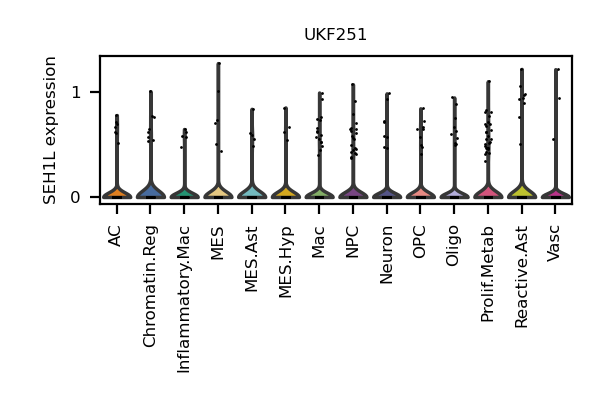 UKF251
SEH1L expression
1
0
AC
Chromatin.Reg
Inflammatory.Mac
MES
MES.Ast
MES.Hyp
Mac
NPC
Neuron
OPC
Oligo
Prolif.Metab
Reactive.Ast
Vasc